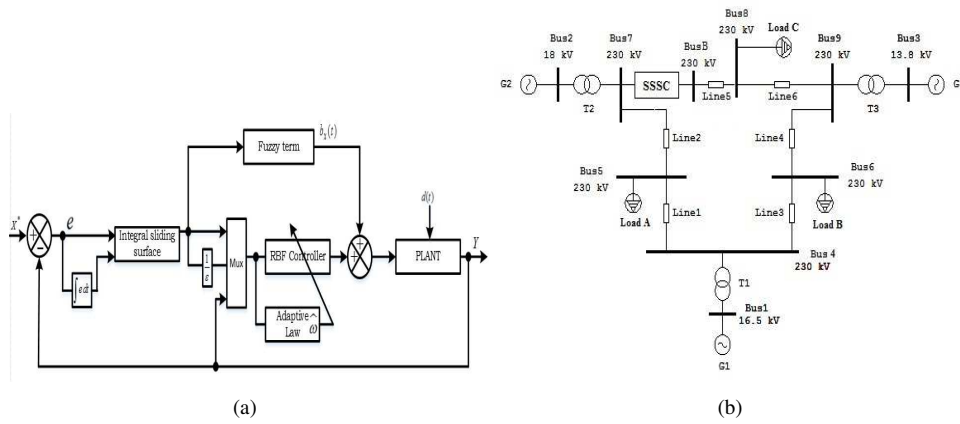 Fuzzy term
b₁(t)
d(t)
X*
e
Integral sliding
surface
∫e dt
1
ε
Mux
RBF Controller
PLANT
Y
Adaptive
Law
ω̂
(a)
Bus8
230 kV
Load C
Bus2
18 kV
Bus7
230 kV
BusB
230 kV
Bus9
230 kV
Bus3
13.8 kV
G2
SSSC
G
T2
Line5
Line6
T3
Line2
Line4
Bus5
230 kV
Bus6
230 kV
Load A
Line1
Line3
Load B
Bus 4
230 kV
T1
Bus1
16.5 kV
G1
(b)